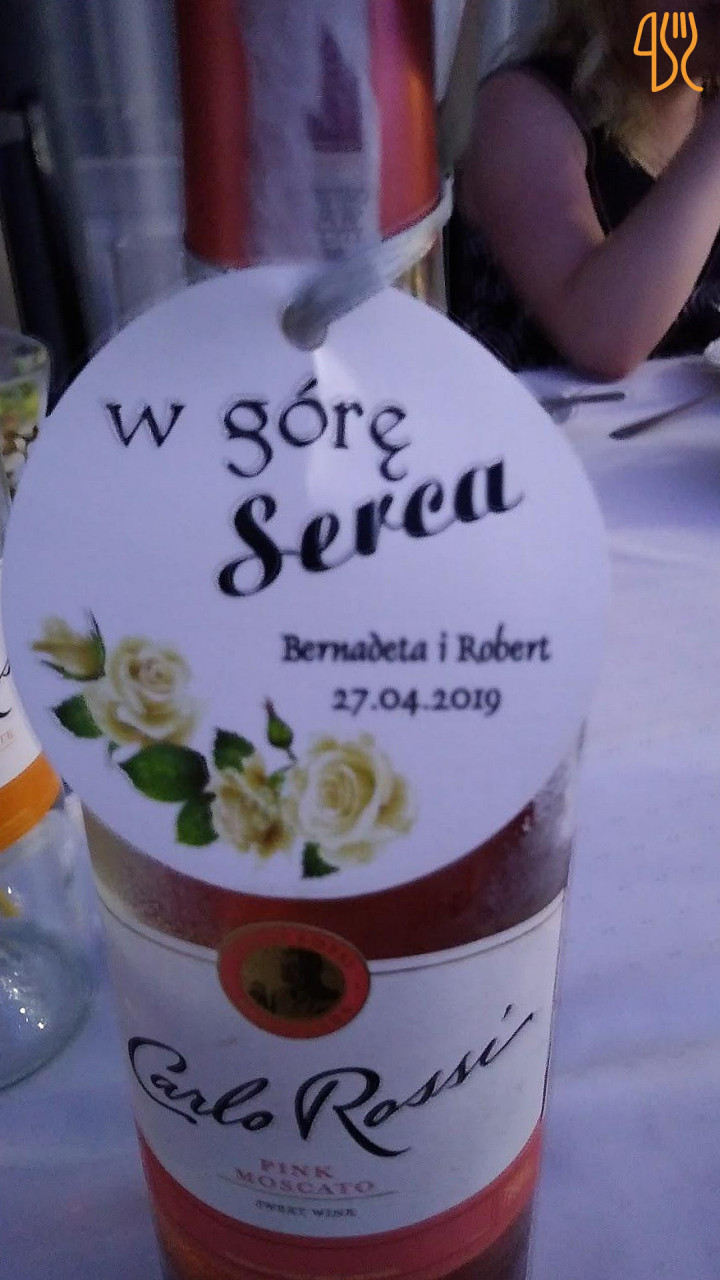 w górę
Serca
Bernadeta i Robert
27.04.2019
Carlo Rossi
PINK
MOSCATO
SWEET WINE